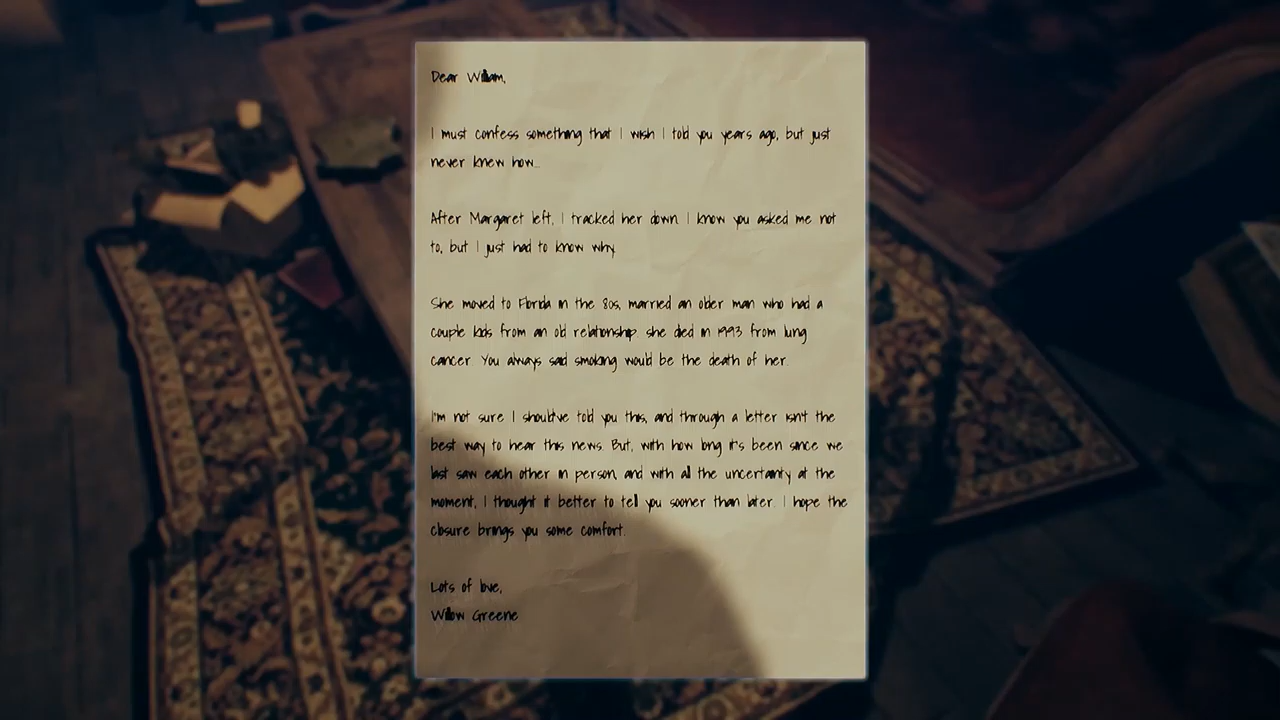 Dear William,
I must confess something that I wish I told you years ago, but just
never knew how...
After Margaret left, I tracked her down. I know you asked me not
to, but I just had to know why.
She moved to Florida in the 80s, married an older man who had a
couple kids from an old relationship. she died in 1993 from lung
cancer. You always said smoking would be the death of her.
I'm not sure I should've told you this, and through a letter isn't the
best way to hear this news. But, with how long it's been since we
last saw each other in person, and with all the uncertainty at the
moment, I thought it better to tell you sooner than later. I hope the
closure brings you some comfort.
Lots of love,
Willow Greene